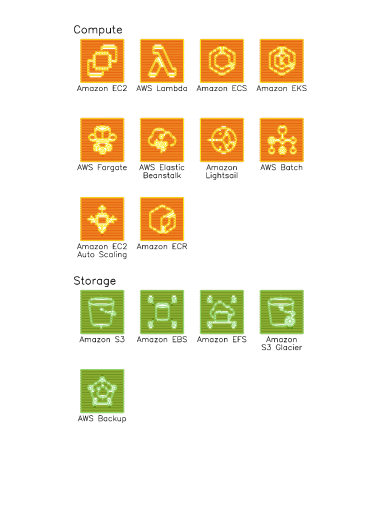 Compute
Amazon EC2 AWS Lambda Amazon ECS Amazon EKS
AWS Fargate AWS Elastic Amazon AWS Batch
Beanstalk Lightsail
Amazon EC2 Amazon ECR
Auto Scaling
Storage
Amazon S3 Amazon EBS Amazon EFS Amazon
S3 Glacier
AWS Backup